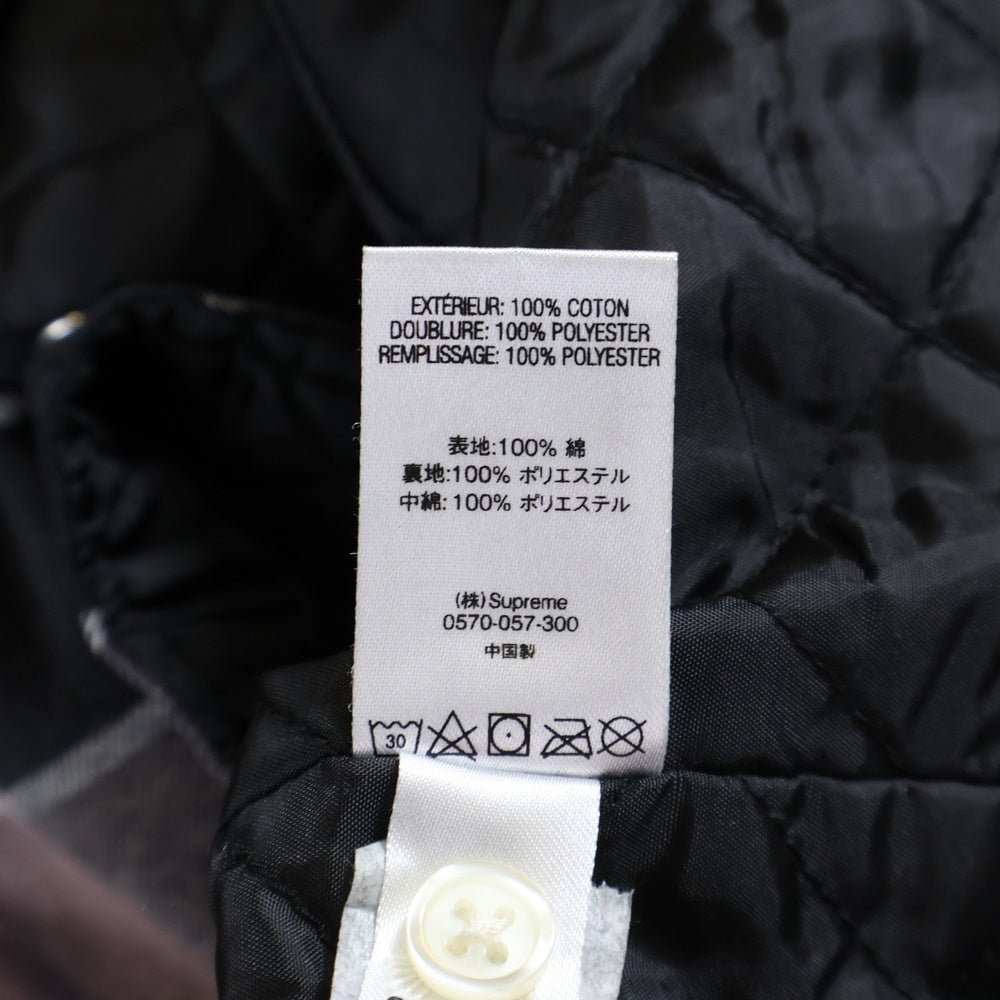 EXTÉRIEUR: 100% COTON
DOUBLURE: 100% POLYESTER
REMPLISSAGE: 100% POLYESTER
表地:100% 綿
裏地:100% ポリエステル
中綿:100% ポリエステル
(株)Supreme
0570-057-300
中国製
30